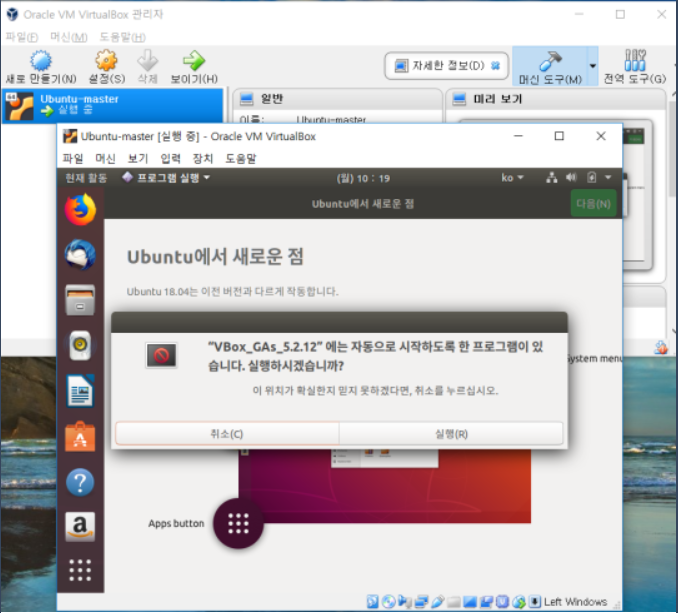 Oracle VM VirtualBox 관리자
파일(F) 머신(M) 도움말(H)
새로 만들기(N) 설정(S) 삭제 보이기(H) 자세한 정보(D) 머신 도구(M) 전역 도구(G)
64
Ubuntu-master
실행 중
일반
미리 보기
이름: Ubuntu-master
Ubuntu-master [실행 중] - Oracle VM VirtualBox
파일 머신 보기 입력 장치 도움말
현재 활동 프로그램 실행 (월) 10 : 19 ko
Ubuntu에서 새로운 점 다음(N)
Ubuntu에서 새로운 점
Ubuntu 18.04는 이전 버전과 다르게 작동합니다.
"VBox_GAs_5.2.12" 에는 자동으로 시작하도록 한 프로그램이 있
습니다. 실행하시겠습니까?
이 위치가 확실한지 믿지 못하겠다면, 취소를 누르십시오.
취소(C) 실행(R)
System menu
Apps button
Left Windows